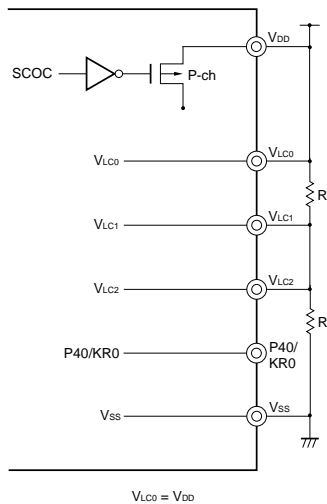 VDD
SCOC
P-ch
VLC0
VLC0
R
VLC1
VLC1
VLC2
VLC2
R
P40/KR0
P40/
KR0
VSS
VSS
VLC0 = VDD